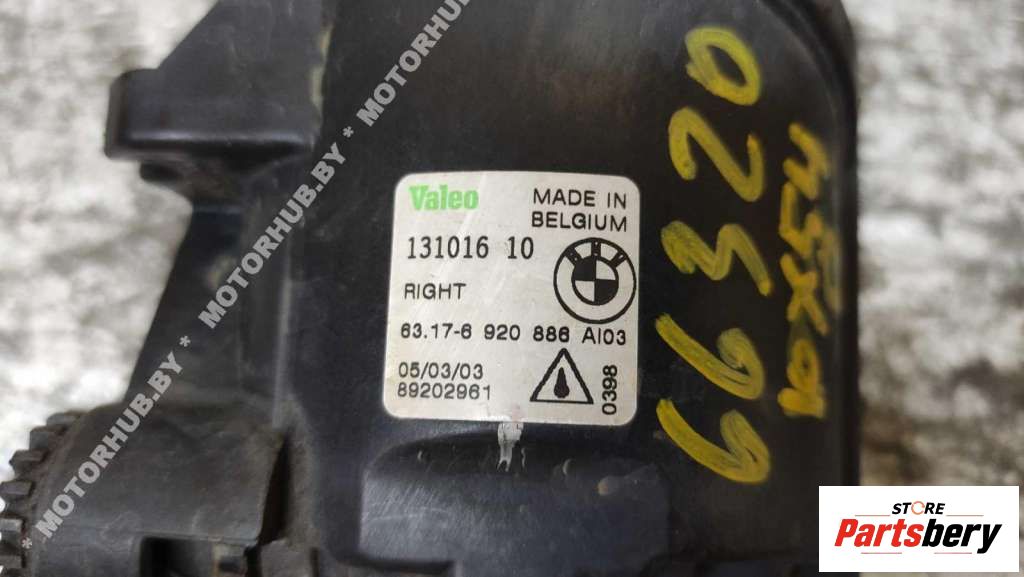 * MOTORHUB.BY * MOTORHUB.BY * MOTORHUB.BY *
Valeo
MADE IN
BELGIUM
131016 10
RIGHT
63.17-6 920 886 AI03
05/03/03
89202961
0398
66320
STORE
Partsbery